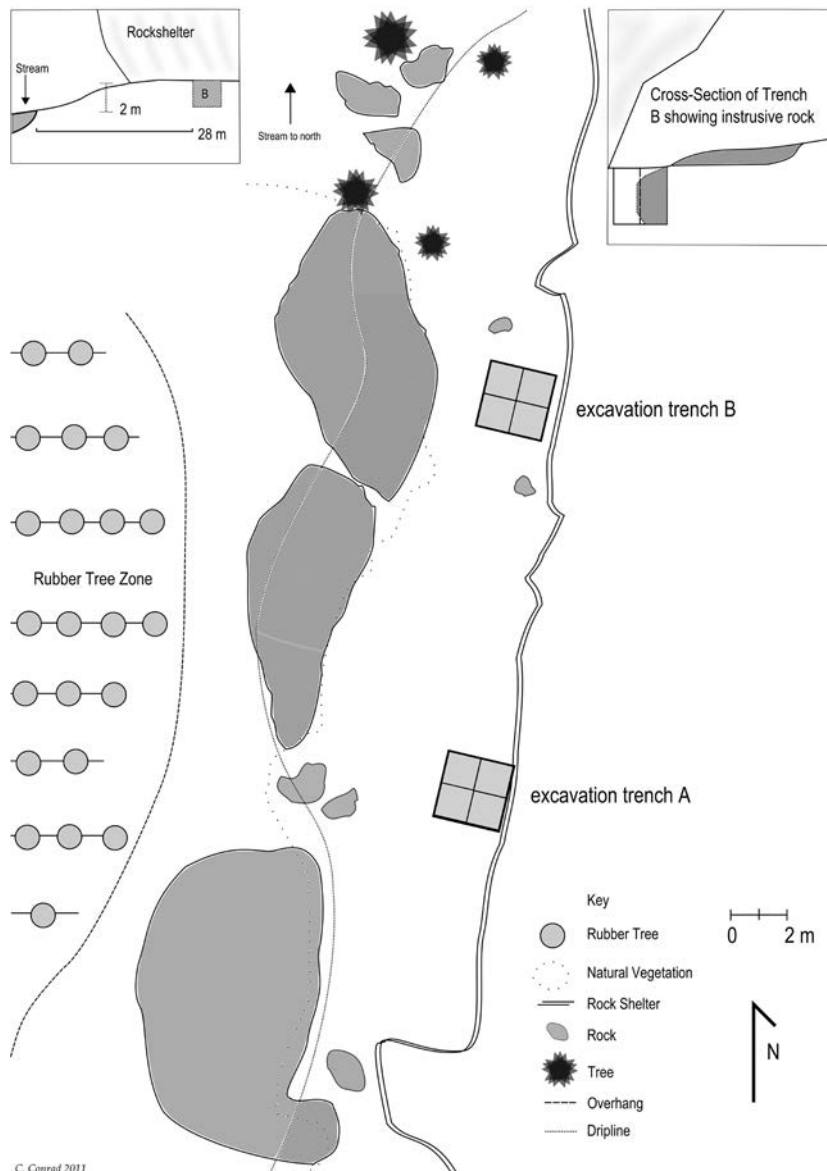 Rockshelter
Stream
B
2 m
28 m
Stream to north
Cross-Section of Trench
B showing instrusive rock
excavation trench B
Rubber Tree Zone
excavation trench A
Key
Rubber Tree
Natural Vegetation
Rock Shelter
Rock
Tree
Overhang
Dripline
0 2 m
N
C. Conrad 2011